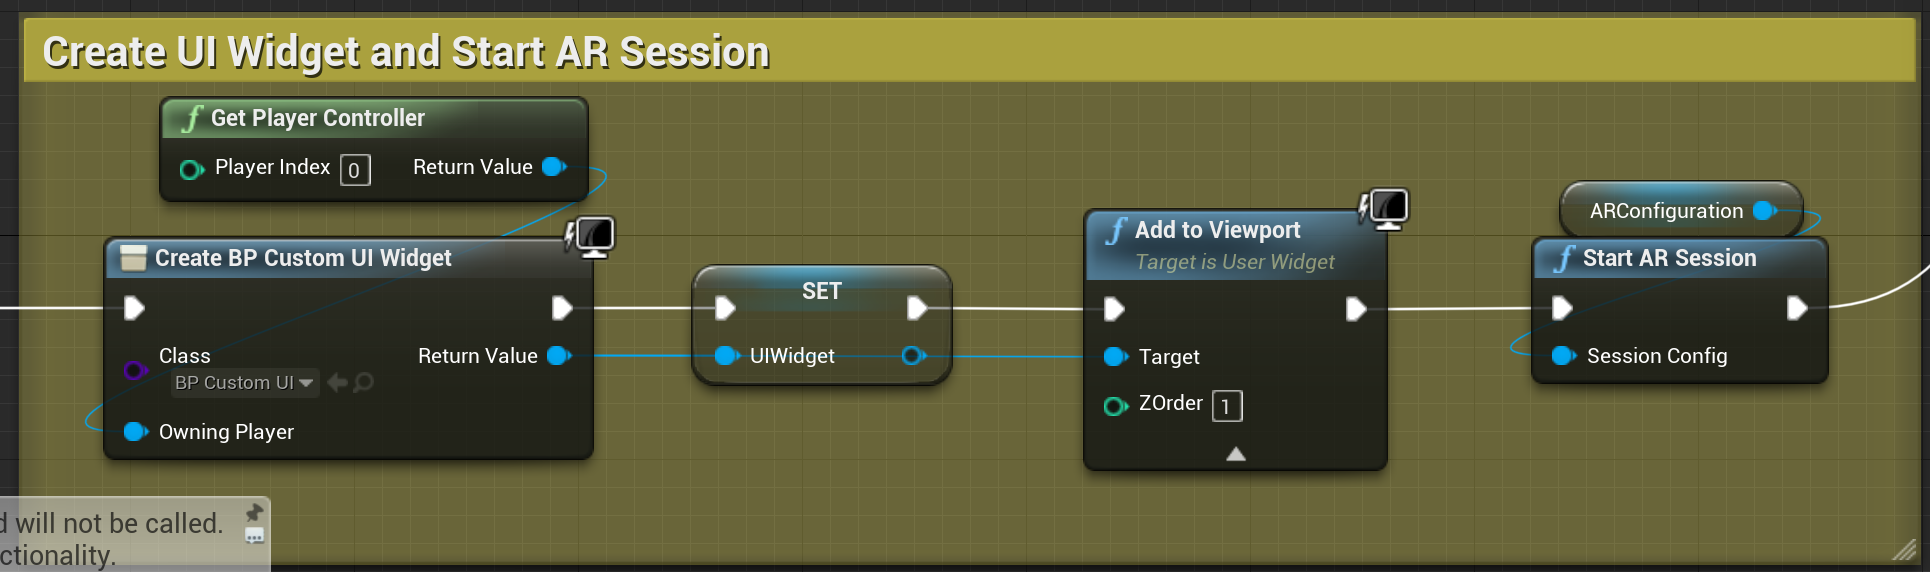 Create UI Widget and Start AR Session
f Get Player Controller
Player Index 0 Return Value
Create BP Custom UI Widget
Class
BP Custom UI
Return Value
Owning Player
SET
UIWidget
f Add to Viewport
Target is User Widget
Target
ZOrder 1
ARConfiguration
f Start AR Session
Session Config
will not be called.
ctionality.